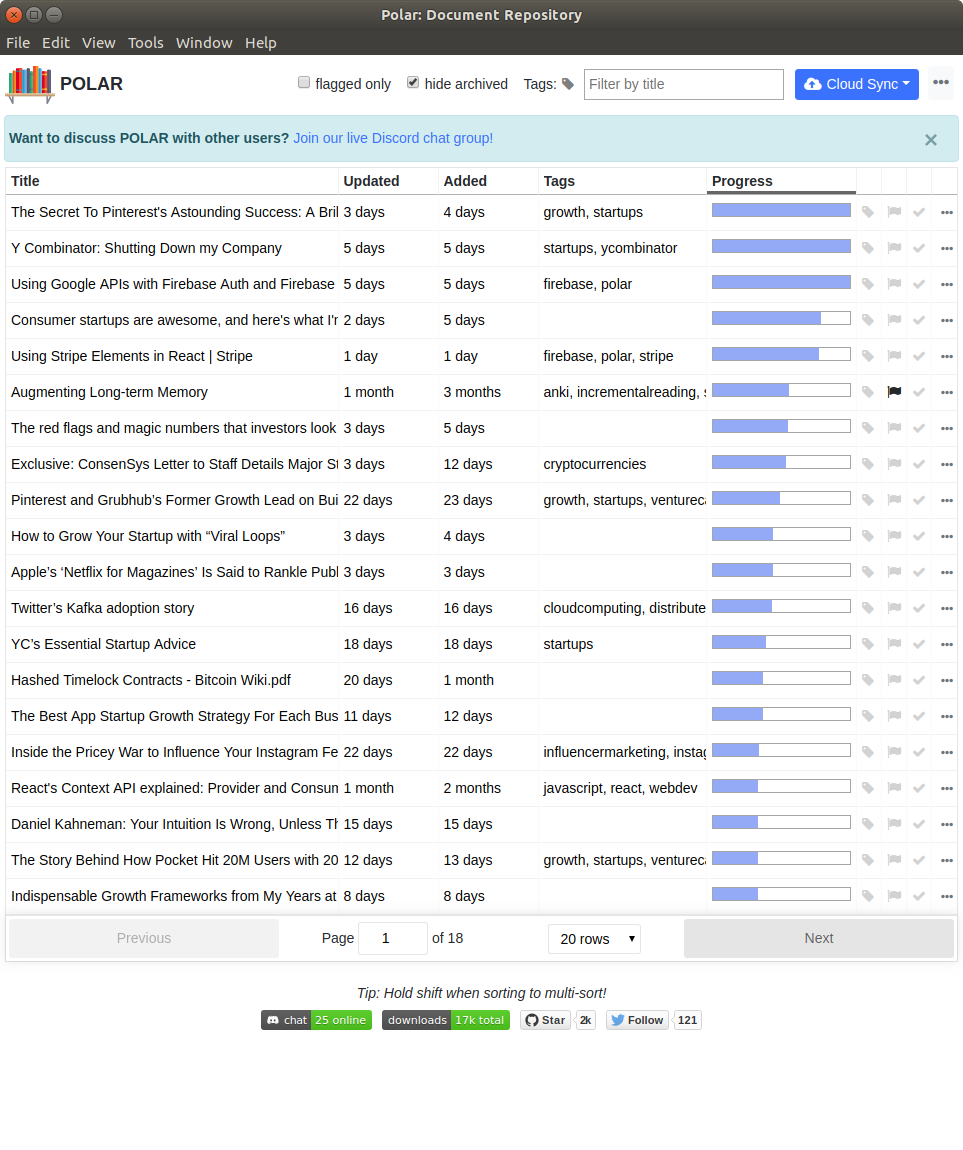 Polar: Document Repository
File Edit View Tools Window Help
POLAR flagged only hide archived Tags: Filter by title Cloud Sync
Want to discuss POLAR with other users? Join our live Discord chat group!
Title Updated Added Tags Progress
The Secret To Pinterest's Astounding Success: A Bril 3 days 4 days growth, startups
Y Combinator: Shutting Down my Company 5 days 5 days startups, ycombinator
Using Google APIs with Firebase Auth and Firebase 5 days 5 days firebase, polar
Consumer startups are awesome, and here's what I'm 2 days 5 days
Using Stripe Elements in React | Stripe 1 day 1 day firebase, polar, stripe
Augmenting Long-term Memory 1 month 3 months anki, incrementalreading,
The red flags and magic numbers that investors look 3 days 5 days
Exclusive: ConsenSys Letter to Staff Details Major St 3 days 12 days cryptocurrencies
Pinterest and Grubhub's Former Growth Lead on Bui 22 days 23 days growth, startups, ventureca
How to Grow Your Startup with “Viral Loops” 3 days 4 days
Apple’s ‘Netflix for Magazines’ Is Said to Rankle Publ 3 days 3 days
Twitter’s Kafka adoption story 16 days 16 days cloudcomputing, distribute
YC’s Essential Startup Advice 18 days 18 days startups
Hashed Timelock Contracts - Bitcoin Wiki.pdf 20 days 1 month
The Best App Startup Growth Strategy For Each Bus 11 days 12 days
Inside the Pricey War to Influence Your Instagram Fe 22 days 22 days influencermarketing, instag
React's Context API explained: Provider and Consum 1 month 2 months javascript, react, webdev
Daniel Kahneman: Your Intuition Is Wrong, Unless Th 15 days 15 days
The Story Behind How Pocket Hit 20M Users with 20 12 days 13 days growth, startups, ventureca
Indispensable Growth Frameworks from My Years at 8 days 8 days
Previous Page 1 of 18 20 rows Next
Tip: Hold shift when sorting to multi-sort!
chat 25 online downloads 17k total Star 2k Follow 121